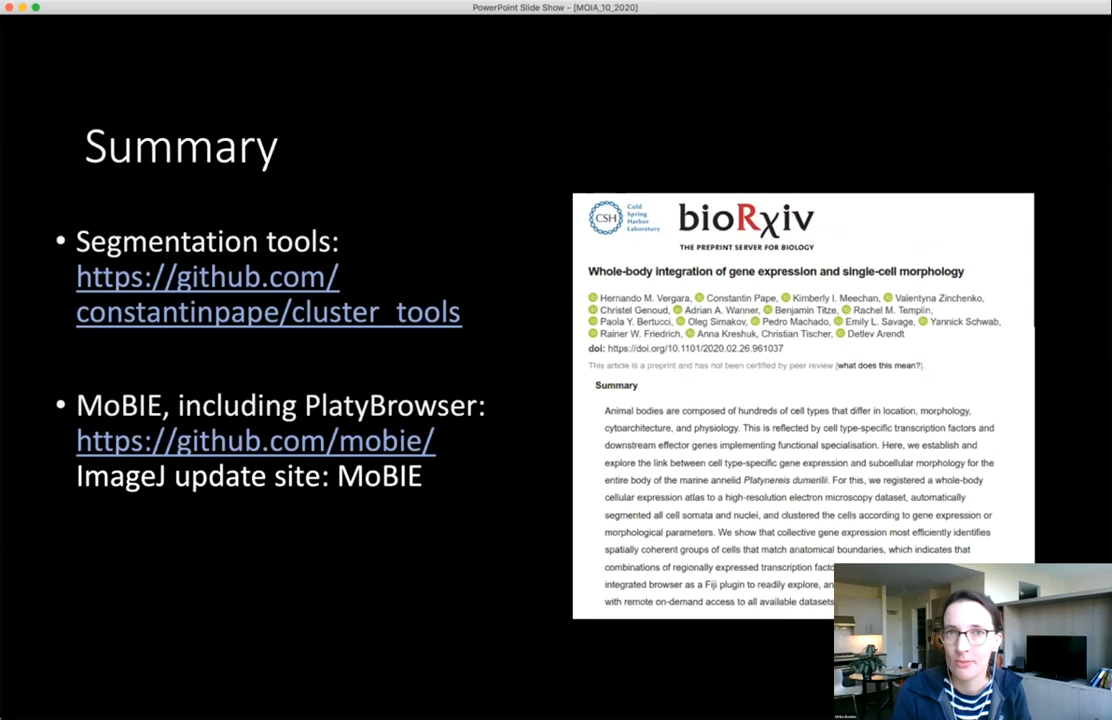 PowerPoint Slide Show - [MOIA_10_2020]
Summary
• Segmentation tools:
https://github.com/
constantinpape/cluster_tools
• MoBIE, including PlatyBrowser:
https://github.com/mobie/
ImageJ update site: MoBIE
CSH
Cold
Spring
Harbor
Laboratory
bioRxiv
THE PREPRINT SERVER FOR BIOLOGY
Whole-body integration of gene expression and single-cell morphology
Hernando M. Vergara, Constantin Pape, Kimberly I. Meechan, Valentyna Zinchenko,
Christel Genoud, Adrian A. Wanner, Benjamin Titze, Rachel M. Templin,
Paola Y. Bertucci, Oleg Simakov, Pedro Machado, Emily L. Savage, Yannick Schwab,
Rainer W. Friedrich, Anna Kreshuk, Christian Tischer, Detlev Arendt
doi: https://doi.org/10.1101/2020.02.26.961037
This article is a preprint and has not been certified by peer review [what does this mean?].
Summary
Animal bodies are composed of hundreds of cell types that differ in location, morphology,
cytoarchitecture, and physiology. This is reflected by cell type-specific transcription factors and
downstream effector genes implementing functional specialisation. Here, we establish and
explore the link between cell type-specific gene expression and subcellular morphology for the
entire body of the marine annelid Platynereis dumerilii. For this, we registered a whole-body
cellular expression atlas to a high-resolution electron microscopy dataset, automatically
segmented all cell somata and nuclei, and clustered the cells according to gene expression or
morphological parameters. We show that collective gene expression most efficiently identifies
spatially coherent groups of cells that match anatomical boundaries, which indicates that
combinations of regionally expressed transcription
integrated browser as a Fiji plugin to readily explore,
with remote on-demand access to all available datasets